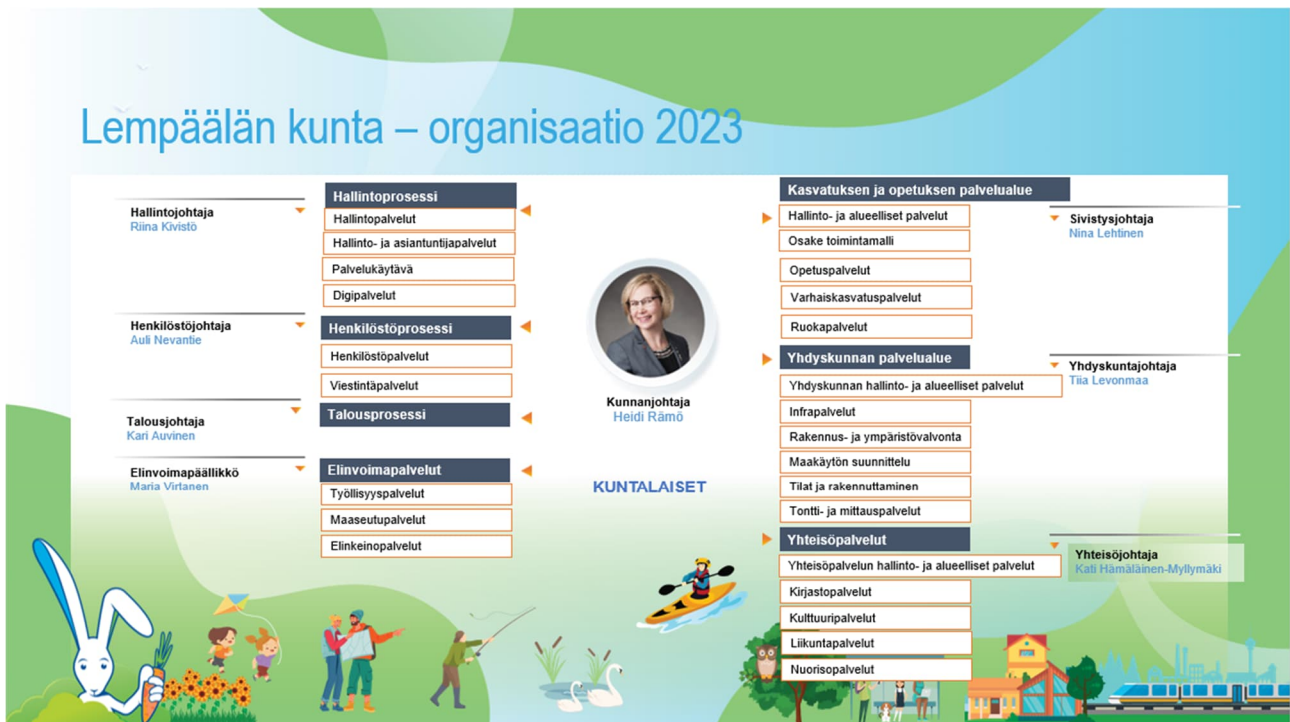 Lempäälän kunta – organisaatio 2023
Hallintojohtaja
Riina Kivistö
Hallintoprosessi
Hallintopalvelut
Hallinto- ja asiantuntijapalvelut
Palvelukäytävä
Digipalvelut
Henkilöstöjohtaja
Auli Nevantie
Henkilöstöprosessi
Henkilöstöpalvelut
Viestintäpalvelut
Talousjohtaja
Kari Auvinen
Talousprosessi
Elinvoimapäällikkö
Maria Virtanen
Elinvoimapalvelut
Työllisyyspalvelut
Maaseutupalvelut
Elinkeinopalvelut
Kunnanjohtaja
Heidi Rämö
KUNTALAISET
Kasvatuksen ja opetuksen palvelualue
Hallinto- ja alueelliset palvelut
Osake toimintamalli
Opetuspalvelut
Varhaiskasvatuspalvelut
Ruokapalvelut
Sivistysjohtaja
Nina Lehtinen
Yhdyskunnan palvelualue
Yhdyskunnan hallinto- ja alueelliset palvelut
Infrapalvelut
Rakennus- ja ympäristövalvonta
Maakäytön suunnittelu
Tilat ja rakennuttaminen
Tontti- ja mittauspalvelut
Yhdyskuntajohtaja
Tiia Levonmaa
Yhteisöpalvelut
Yhteisöpalvelun hallinto- ja alueelliset palvelut
Kirjastopalvelut
Kulttuuripalvelut
Liikuntapalvelut
Nuorisopalvelut
Yhteisöjohtaja
Kati Hämäläinen-Myllymäki